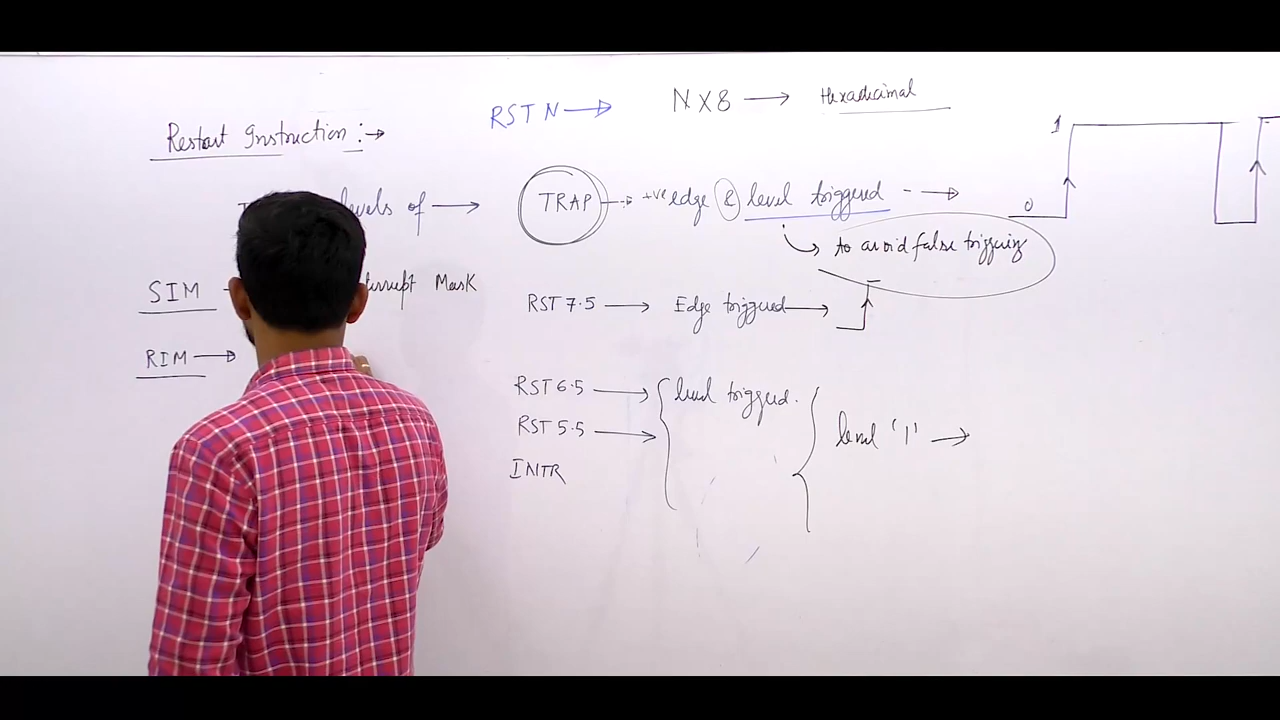 RST N → N X 8 → Hexadecimal
Restart Instruction :→
levels of → TRAP → +ve edge & level triggered - →
1
0
to avoid false triggering
SIM Mask
RST 7.5 → Edge triggered →
RIM →
RST 6.5 → level triggered.
RST 5.5 → level '1' →
INTR